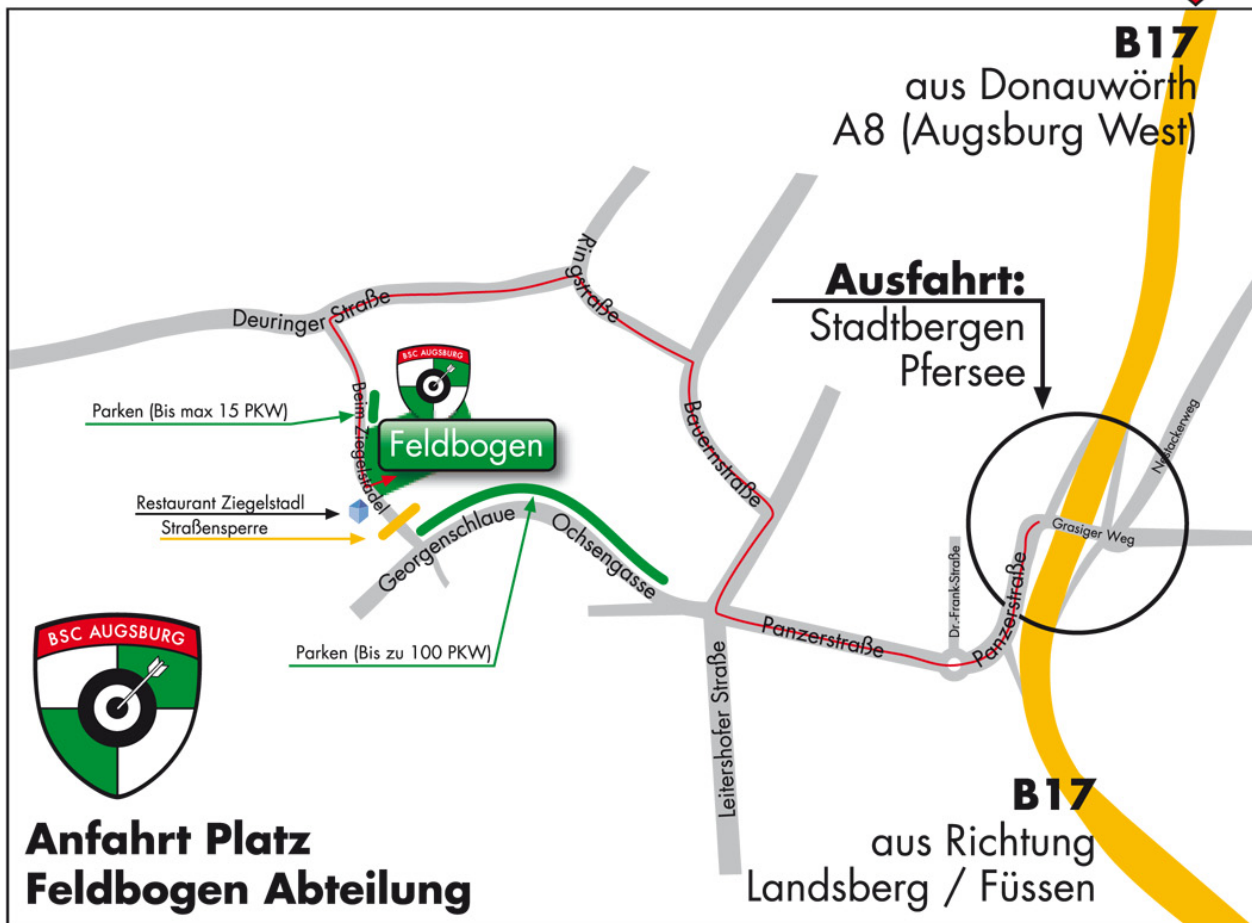 B17
aus Donauwörth
A8 (Augsburg West)
Ausfahrt:
Stadtbergen
Pfersee
Ringstraße
Deuringer Straße
BSC AUGSBURG
Parken (Bis max 15 PKW)
Beim Ziegelstadel
Feldbogen
Bauernstraße
Nestackerweg
Restaurant Ziegelstadl
Straßensperre
Georgenschlaue
Ochsengasse
Grasiger Weg
Dr.-Frank-Straße
Panzerstraße
Panzerstraße
Parken (Bis zu 100 PKW)
Leitershofer Straße
BSC AUGSBURG
B17
aus Richtung
Landsberg / Füssen
Anfahrt Platz
Feldbogen Abteilung